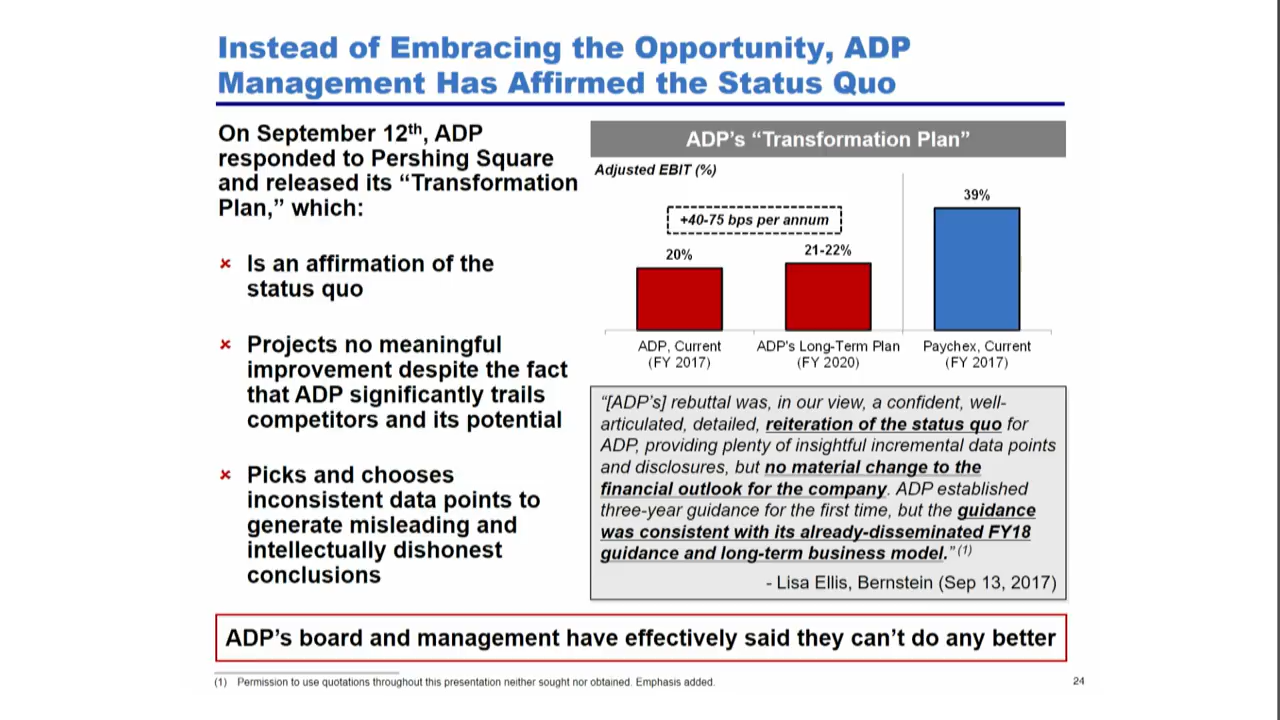 Instead of Embracing the Opportunity, ADP
Management Has Affirmed the Status Quo
On September 12th, ADP
responded to Pershing Square
and released its “Transformation
Plan,” which:
× Is an affirmation of the
status quo
× Projects no meaningful
improvement despite the fact
that ADP significantly trails
competitors and its potential
× Picks and chooses
inconsistent data points to
generate misleading and
intellectually dishonest
conclusions
ADP’s “Transformation Plan”
Adjusted EBIT (%)
+40-75 bps per annum
20%
21-22%
39%
ADP, Current
(FY 2017)
ADP's Long-Term Plan
(FY 2020)
Paychex, Current
(FY 2017)
“[ADP’s] rebuttal was, in our view, a confident, well-
articulated, detailed, reiteration of the status quo for
ADP, providing plenty of insightful incremental data points
and disclosures, but no material change to the
financial outlook for the company. ADP established
three-year guidance for the first time, but the guidance
was consistent with its already-disseminated FY18
guidance and long-term business model.” (1)
- Lisa Ellis, Bernstein (Sep 13, 2017)
ADP’s board and management have effectively said they can’t do any better
(1) Permission to use quotations throughout this presentation neither sought nor obtained. Emphasis added.
24